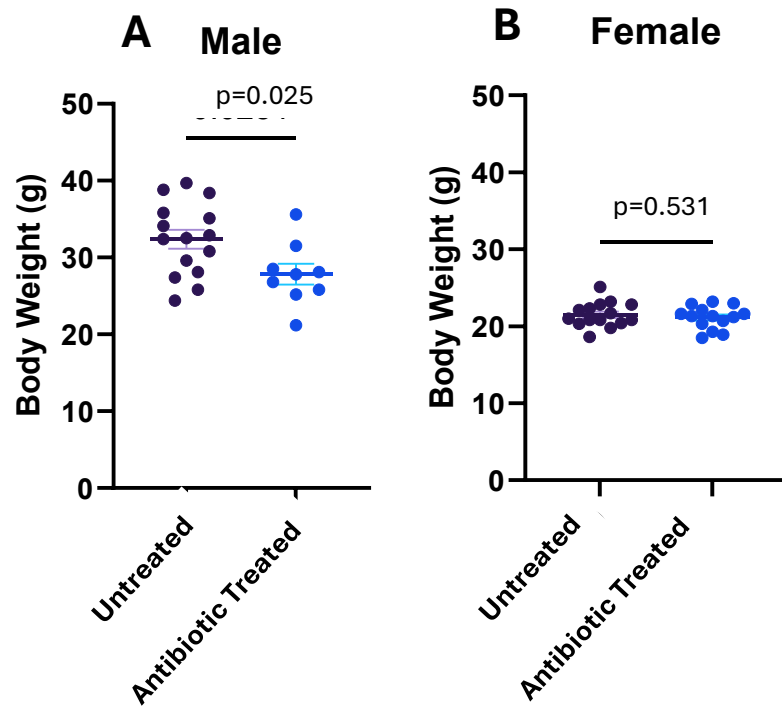 A Male
p=0.025
Body Weight (g)
50
40
30
20
10
0
Untreated
Antibiotic Treated
B Female
p=0.531
Body Weight (g)
50
40
30
20
10
0
Untreated
Antibiotic Treated